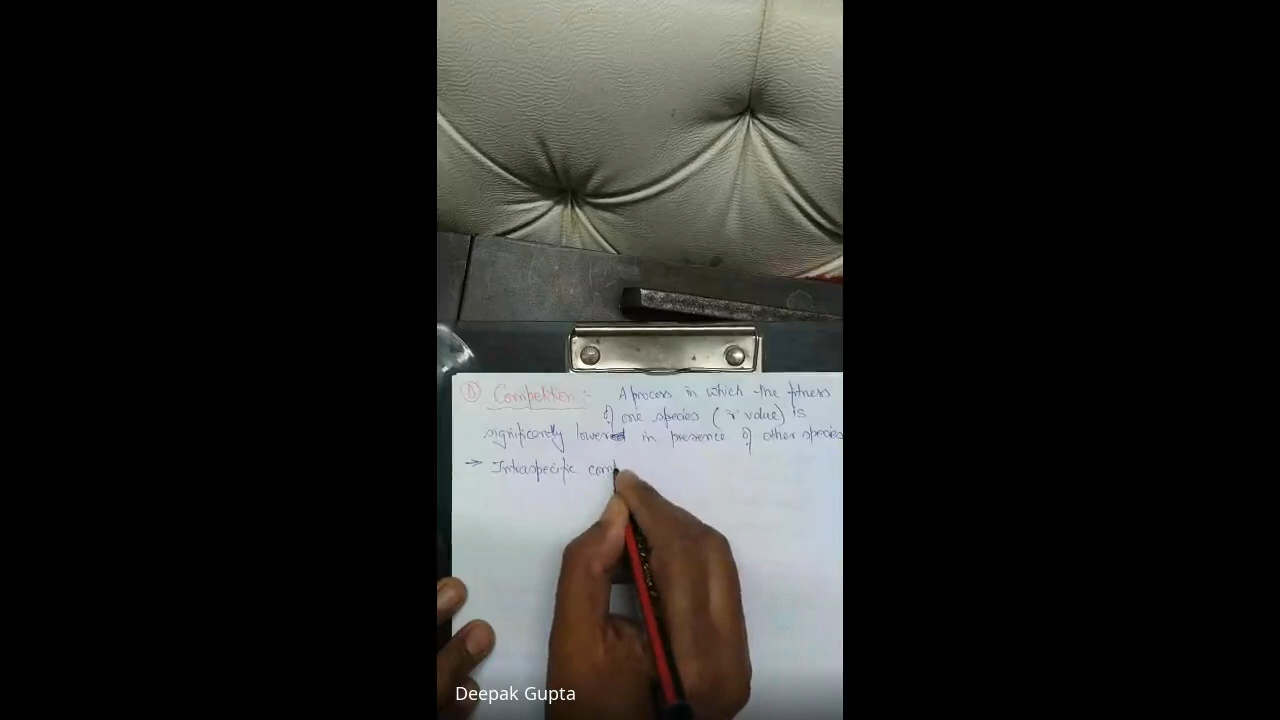 ① Competition :- A process in which the fitness
of one species ('r' value) is
significantly lowered in presence of other species
→ Intraspecific comp
Deepak Gupta